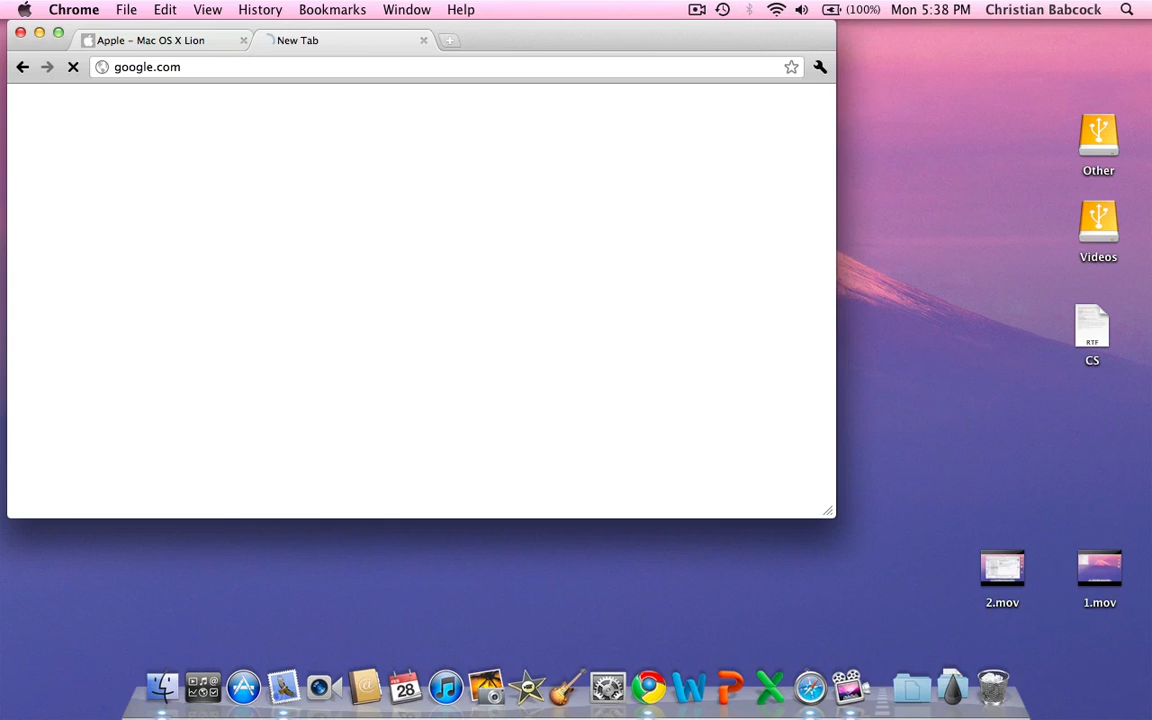 Chrome File Edit View History Bookmarks Window Help (100%) Mon 5:38 PM Christian Babcock
Apple – Mac OS X Lion New Tab
google.com
Other
Videos
RTF
CS
2.mov 1.mov
FEB
28